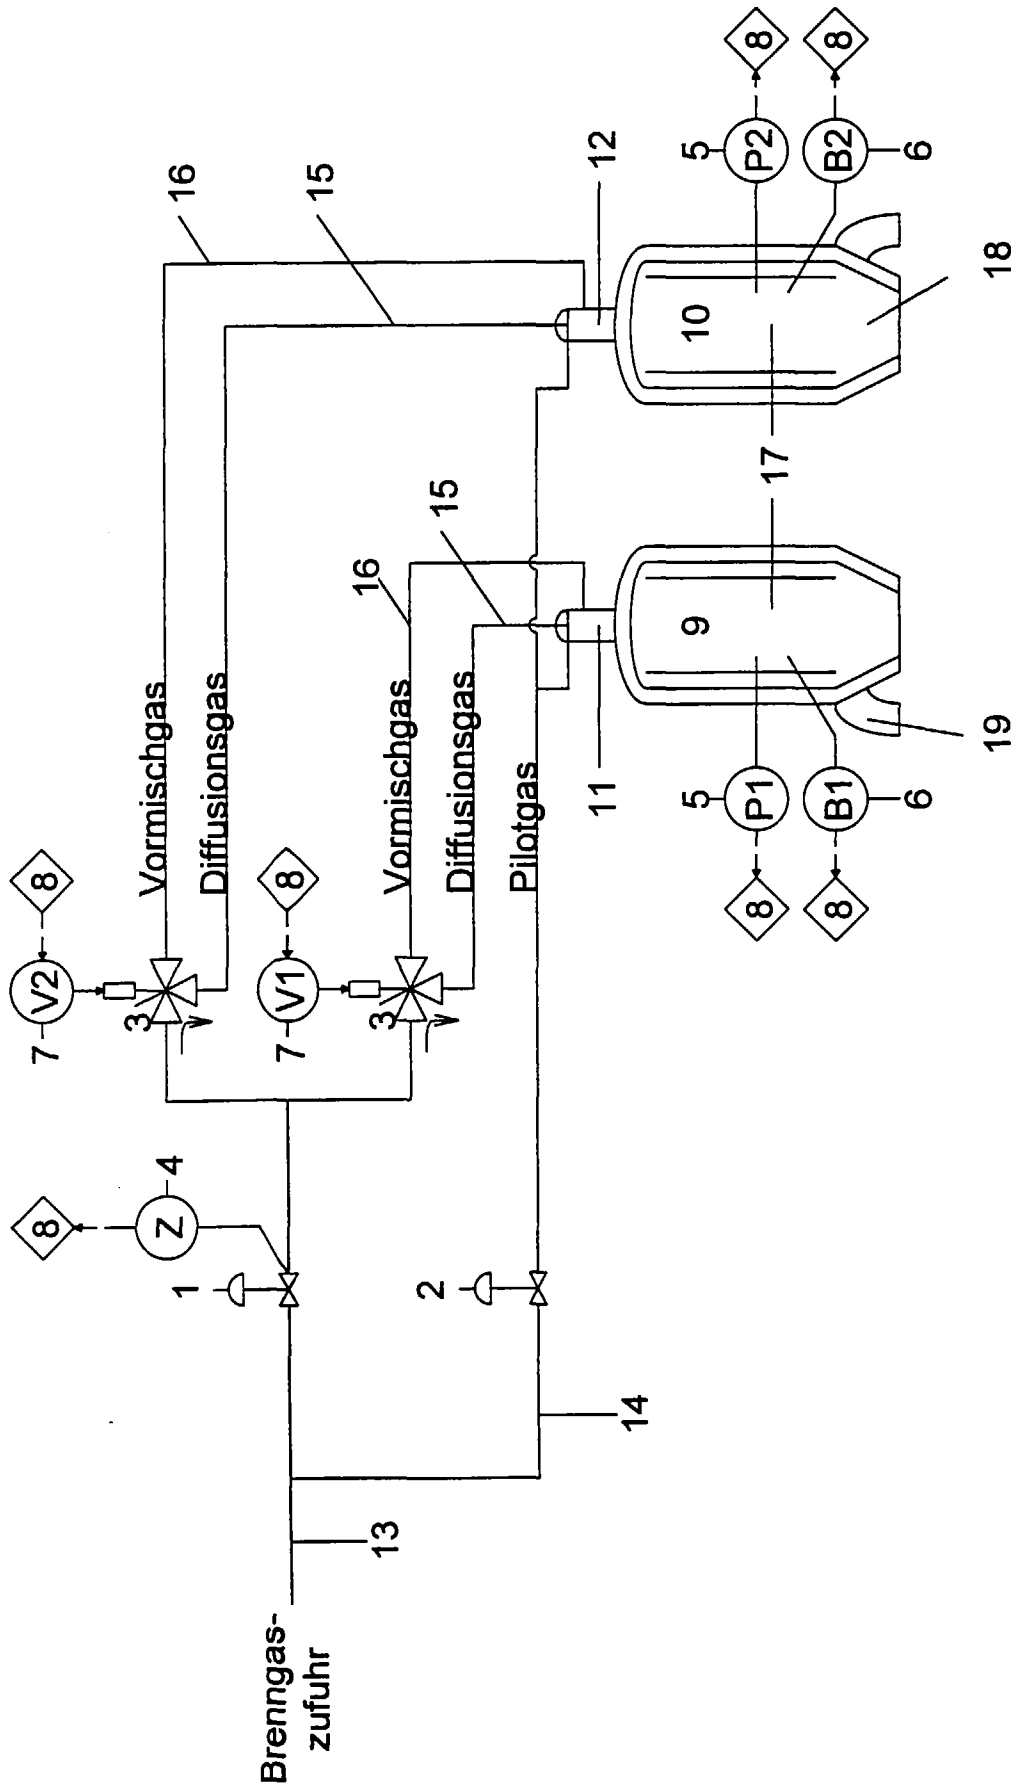 Brenngas-
zufuhr
13
14
1
2
8
Z
4
8
V2
7
3
8
V1
7
3
Vormischgas
Diffusionsgas
Vormischgas
Diffusionsgas
Pilotgas
16
15
16
15
11
12
9
10
17
18
19
5
P1
8
6
B1
8
5
P2
8
6
B2
8